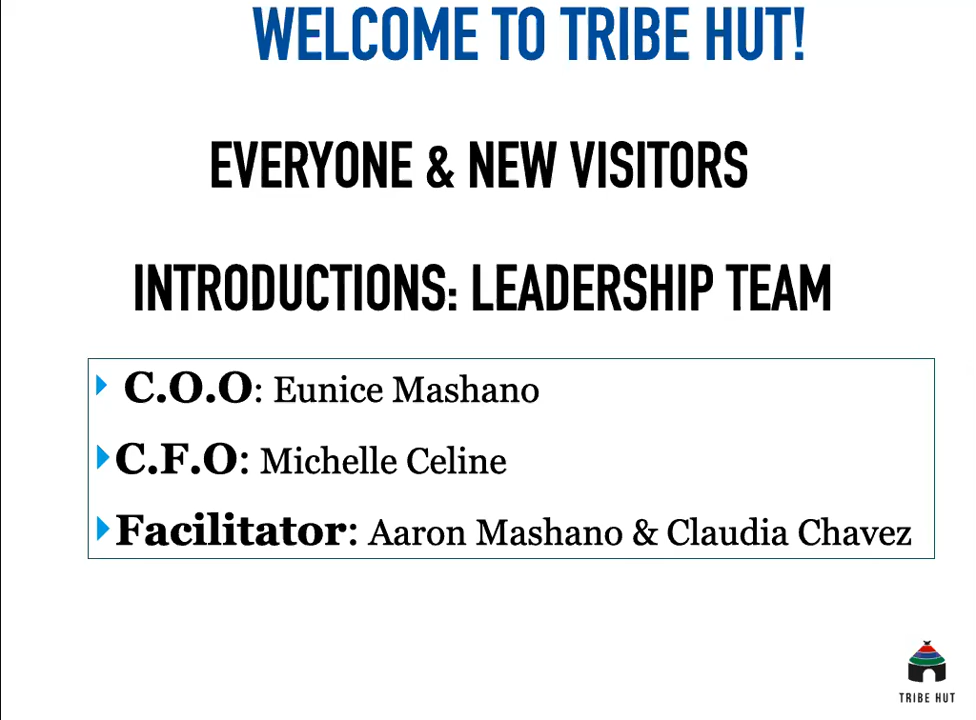 WELCOME TO TRIBE HUT!
EVERYONE & NEW VISITORS
INTRODUCTIONS: LEADERSHIP TEAM
C.O.O: Eunice Mashano
C.F.O: Michelle Celine
Facilitator: Aaron Mashano & Claudia Chavez
TRIBE HUT